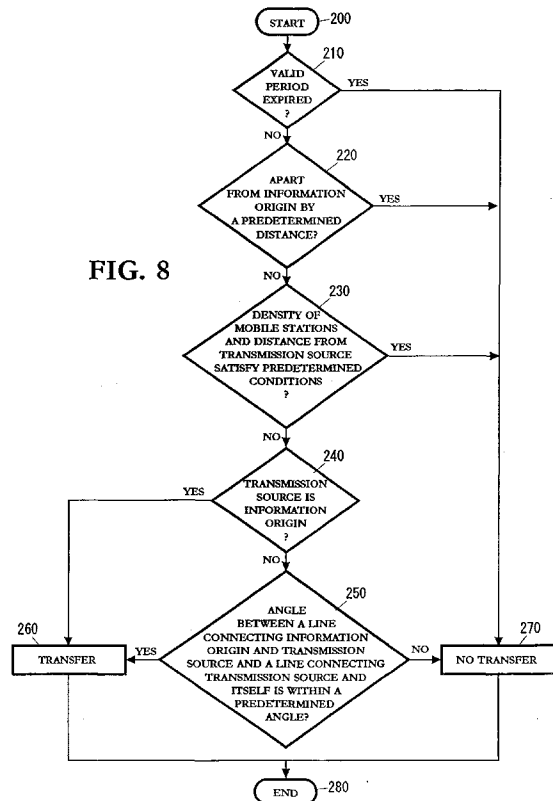 START
200
210
VALID
PERIOD
EXPIRED
?
YES
NO
220
APART
FROM INFORMATION
ORIGIN BY
A PREDETERMINED
DISTANCE?
YES
NO
FIG. 8
230
DENSITY OF
MOBILE STATIONS
AND DISTANCE FROM
TRANSMISSION SOURCE
SATISFY PREDETERMINED
CONDITIONS
?
YES
NO
240
TRANSMISSION
SOURCE IS
INFORMATION
ORIGIN
?
YES
NO
250
ANGLE
BETWEEN A LINE
CONNECTING INFORMATION
ORIGIN AND TRANSMISSION
SOURCE AND A LINE CONNECTING
TRANSMISSION SOURCE AND
ITSELF IS WITHIN A
PREDETERMINED
ANGLE?
YES
NO
260
TRANSFER
270
NO TRANSFER
END
280